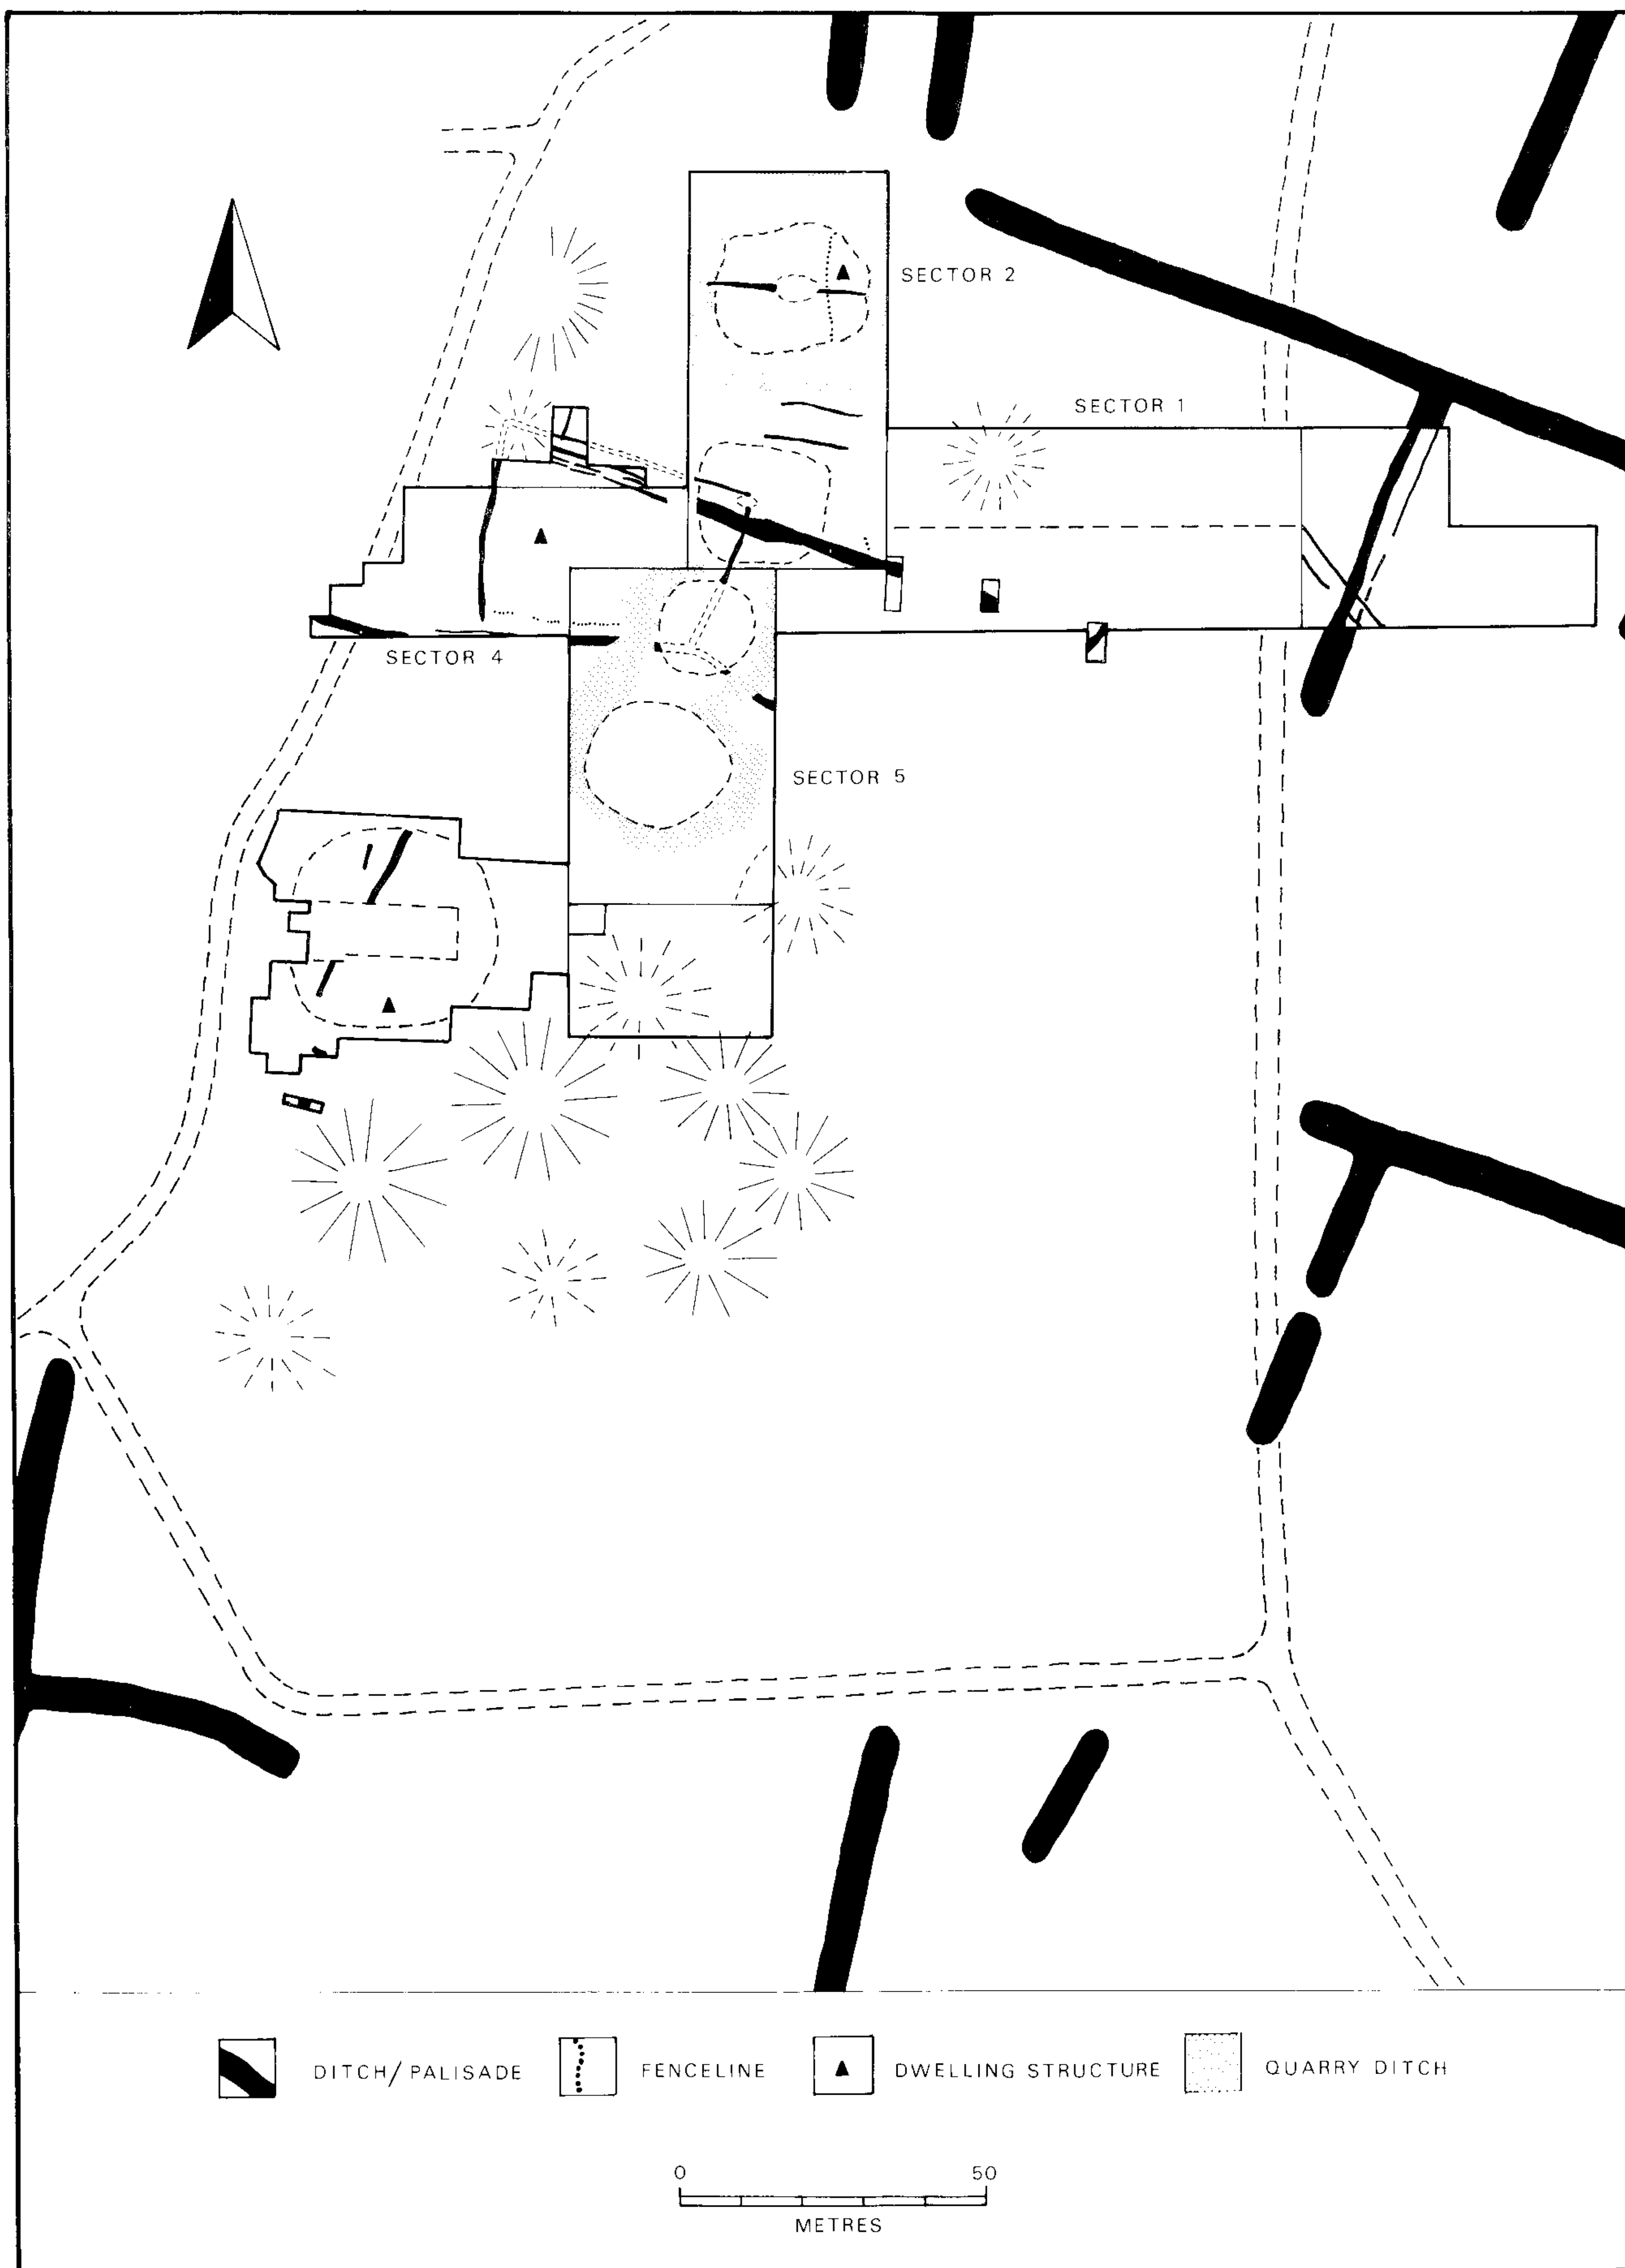 SECTOR 2
SECTOR 1
SECTOR 4
SECTOR 5
DITCH/PALISADE
FENCELINE
DWELLING STRUCTURE
QUARRY DITCH
0 50
METRES